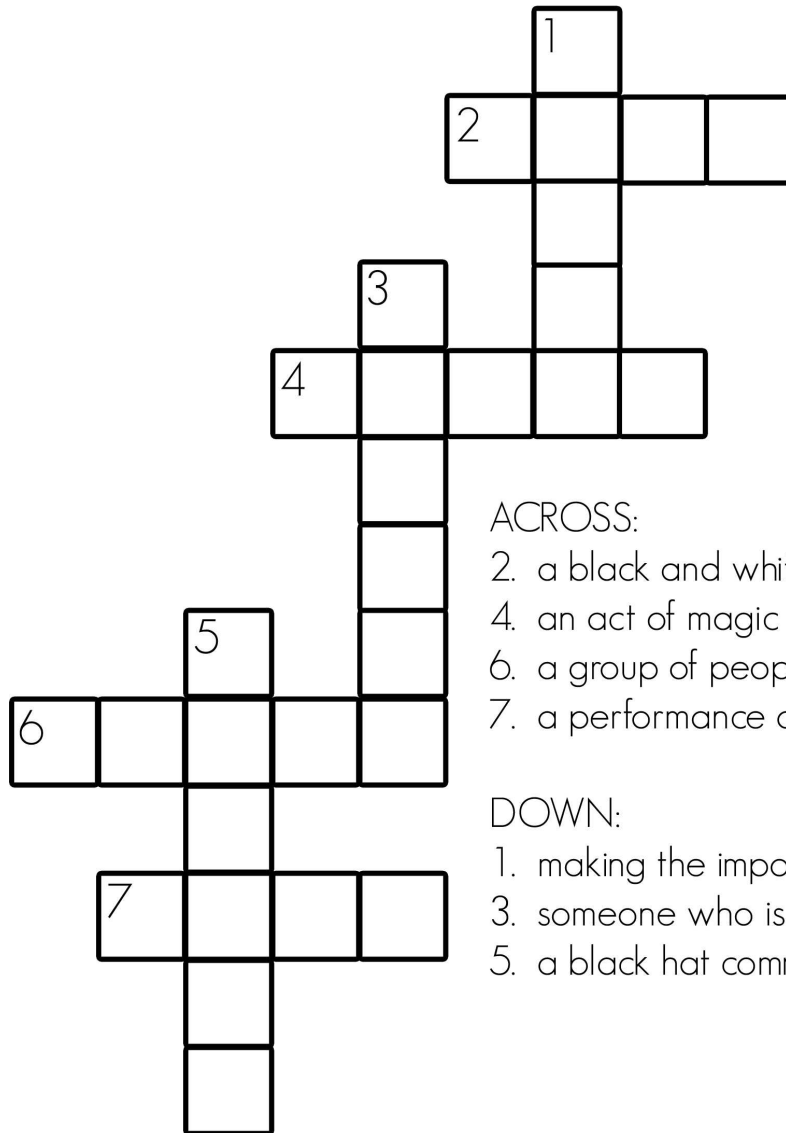 1
2
3
4
5
6
7
ACROSS:
2. a black and whi
4. an act of magic
6. a group of peop
7. a performance
DOWN:
1. making the impo
3. someone who is
5. a black hat com